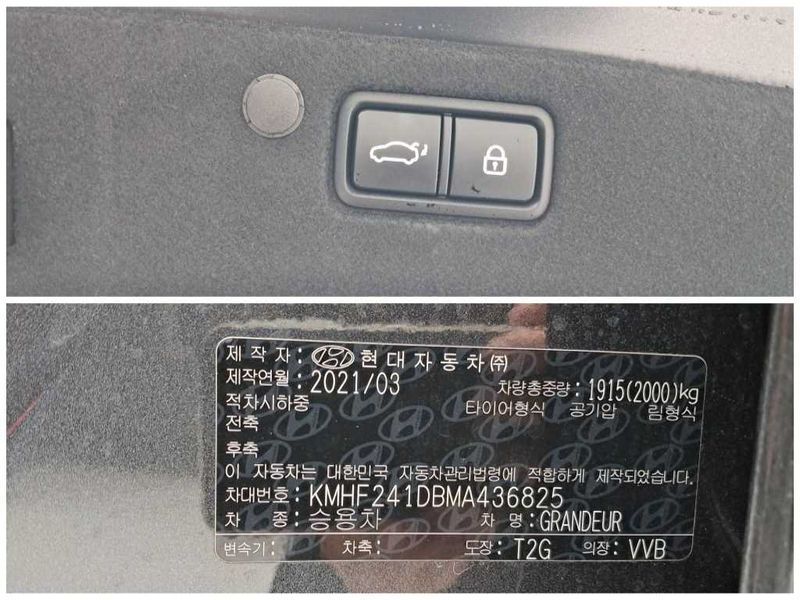 제 작 자 : 현대자동차㈜
제작연월 : 2021/03 차량총중량 : 1915(2000)kg
적차시하중 타이어형식 공기압 림형식
전축
후축
이 자동차는 대한민국 자동차관리법령에 적합하게 제작되었습니다.
차대번호 : KMHF241DBMA436825
차 종 : 승용차 차 명 : GRANDEUR
변속기 : 차축 : 도장 : T2G 의장 : VVB